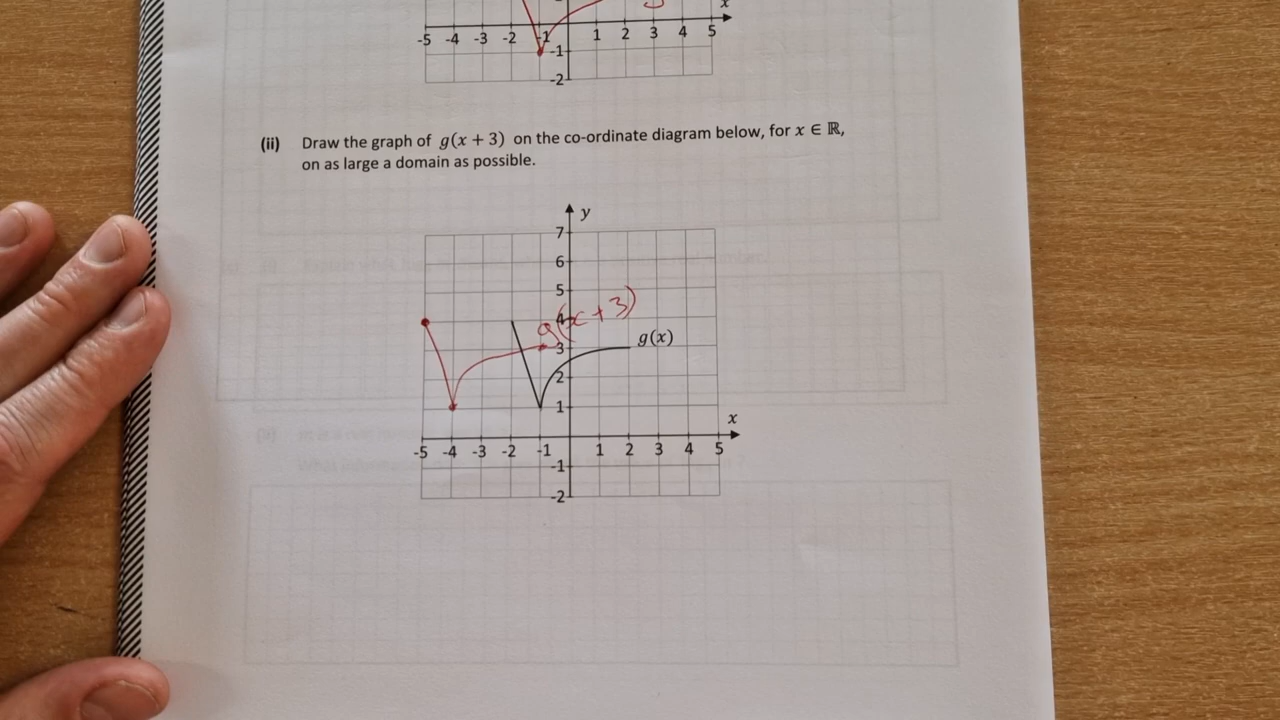 x
-5 -4 -3 -2 -1 1 2 3 4 5
-1
-2
(ii) Draw the graph of g(x + 3) on the co-ordinate diagram below, for x ∈ ℝ,
on as large a domain as possible.
y
7
6
5
4
g(x+3)
3
g(x)
2
1
x
-5 -4 -3 -2 -1 1 2 3 4 5
-1
-2